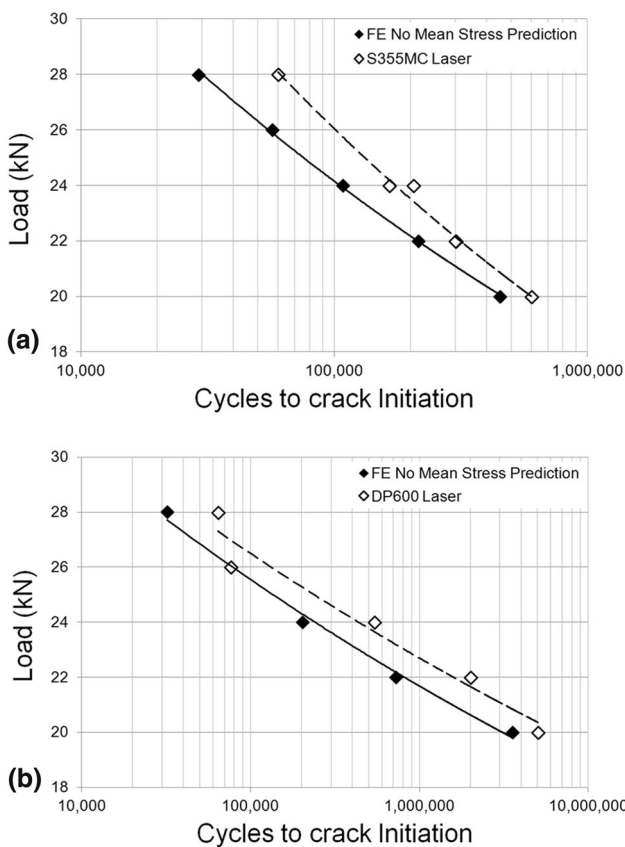 30
FE No Mean Stress Prediction
S355MC Laser
28
26
24
22
20
18
Load (kN)
(a)
10,000 100,000 1,000,000
Cycles to crack Initiation
30
FE No Mean Stress Prediction
DP600 Laser
28
26
24
22
20
18
Load (kN)
(b)
10,000 100,000 1,000,000 10,000,000
Cycles to crack Initiation